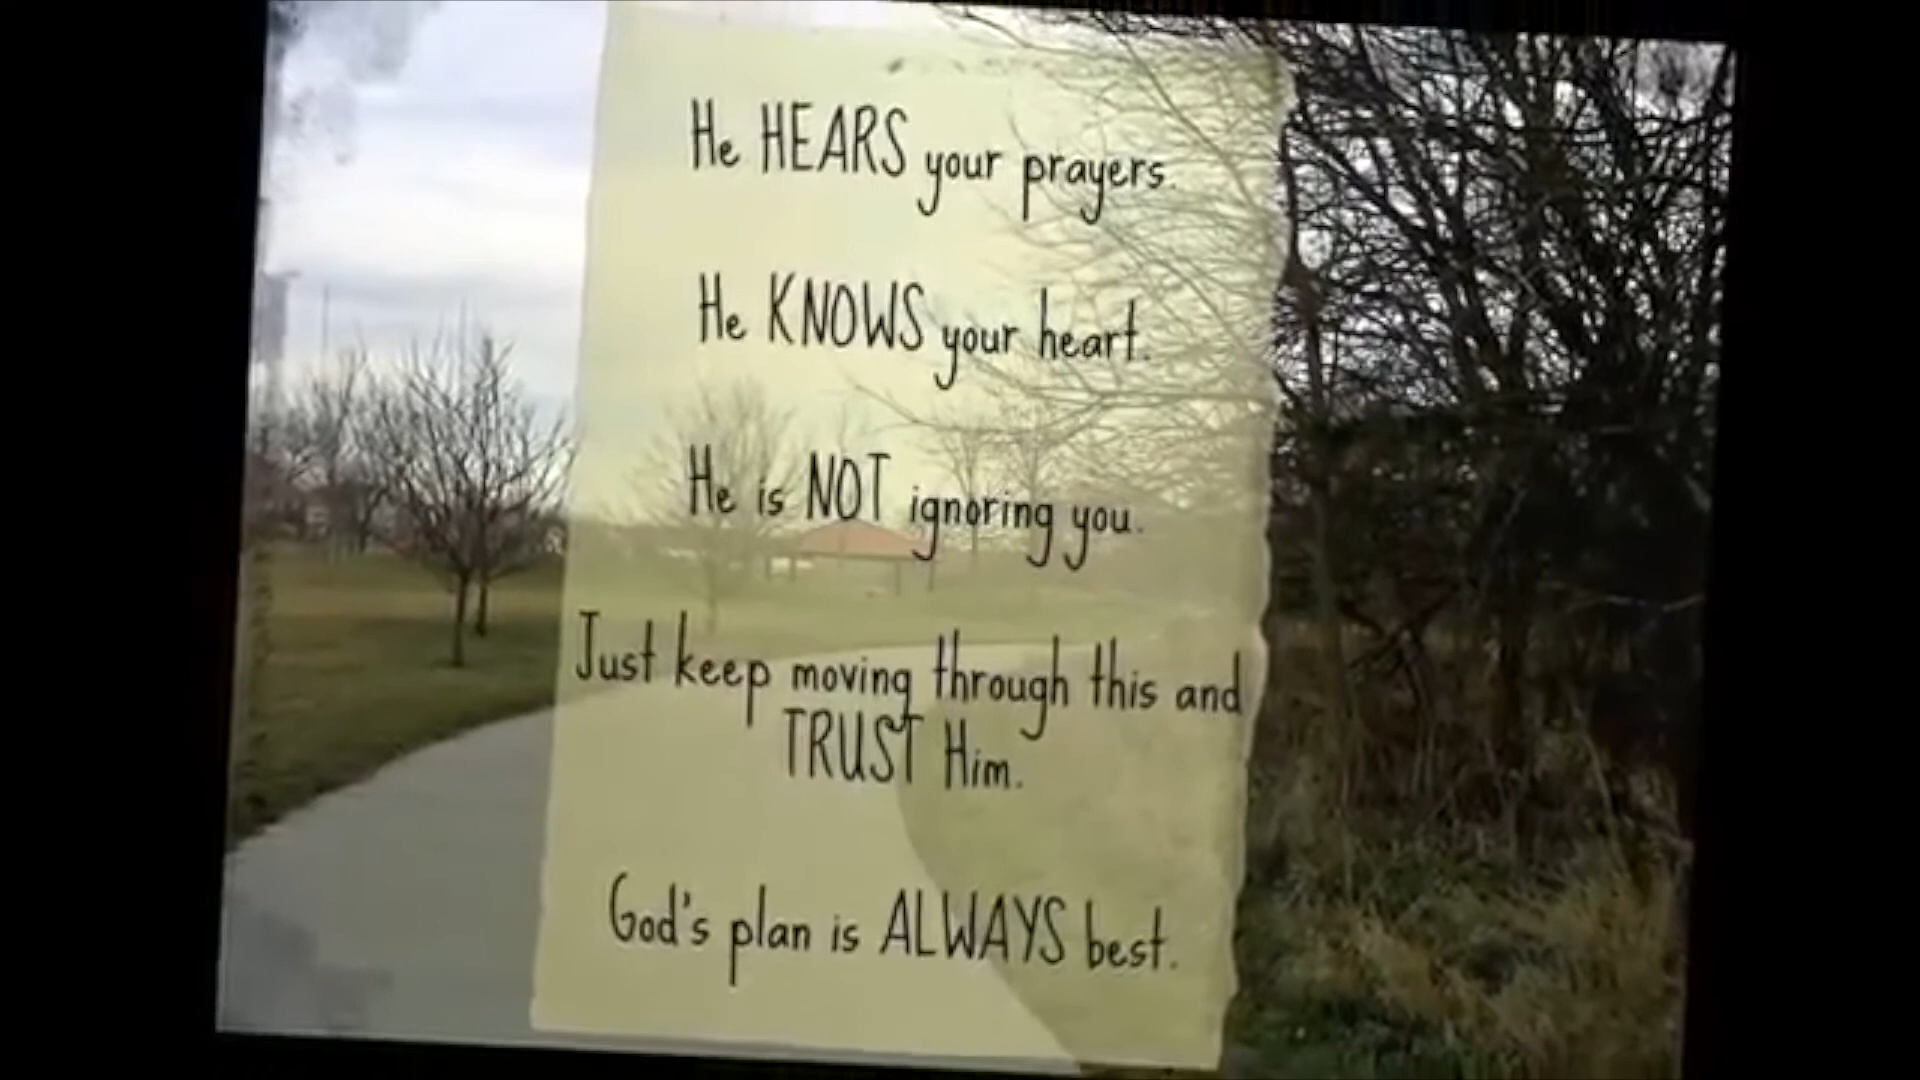 He HEARS your prayers.
He KNOWS your heart.
He is NOT ignoring you.
Just keep moving through this and
TRUST Him.
God's plan is ALWAYS best.